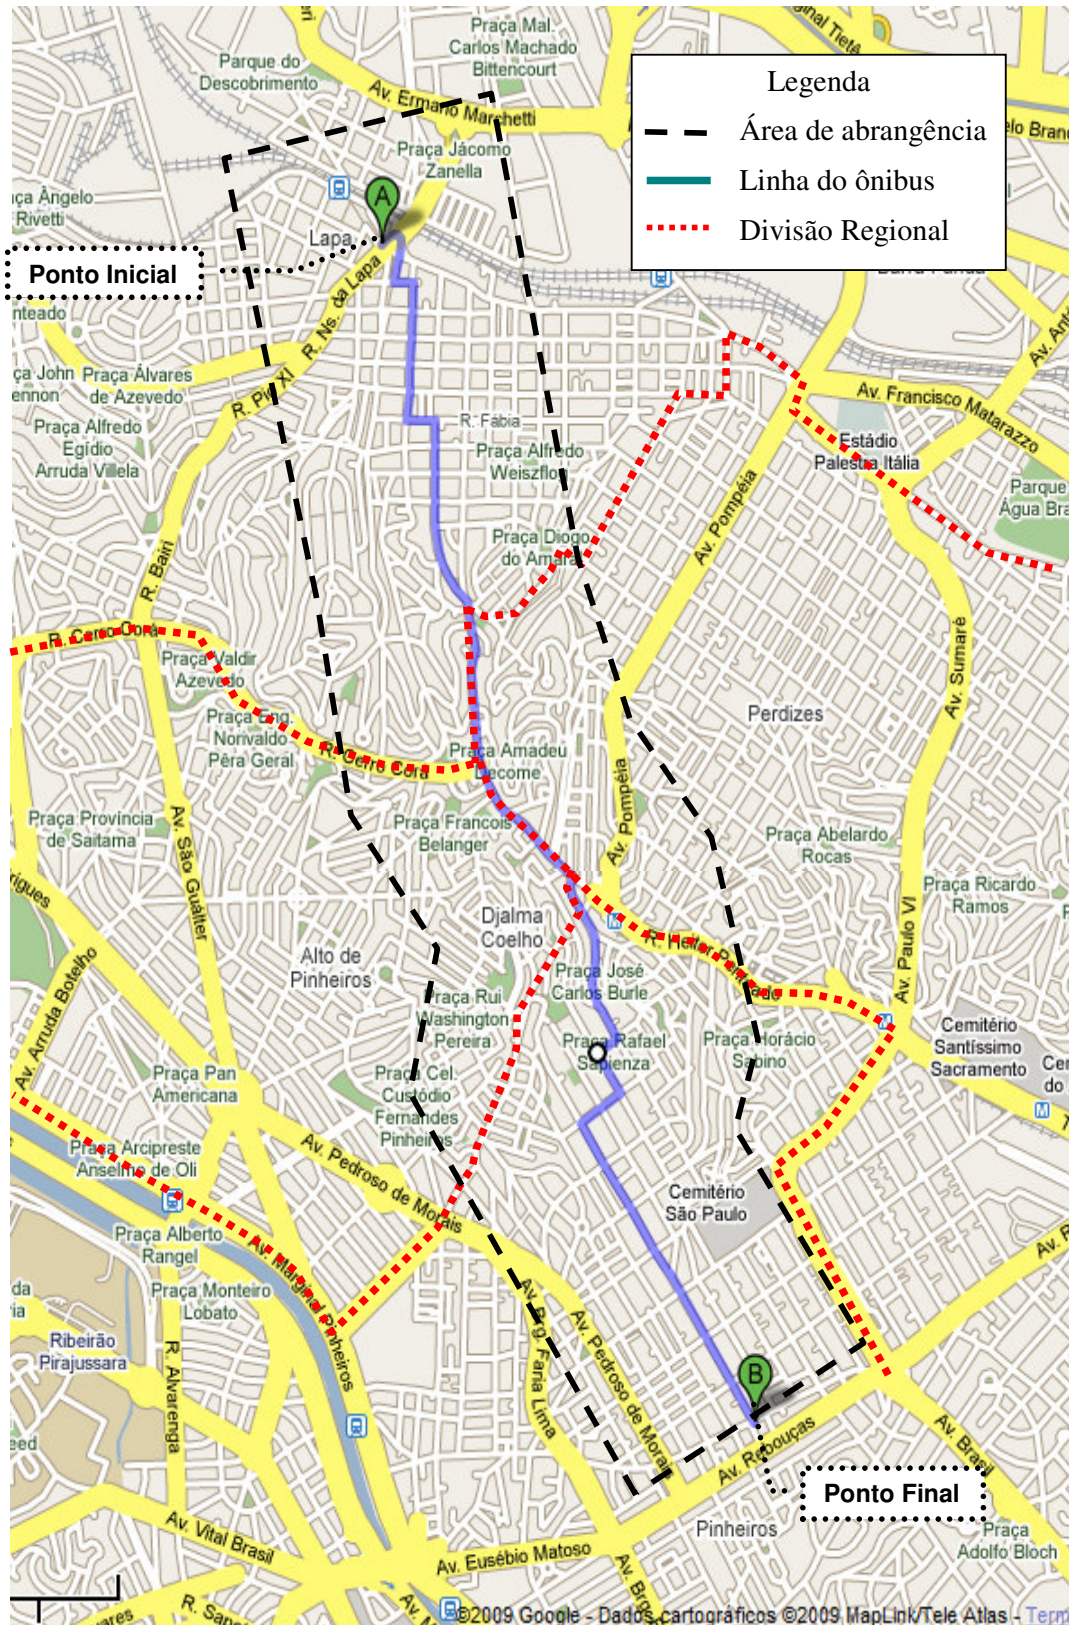 Praça Mal.
Carlos Machado
Bittencourt
Parque do
Descobrimento
Av. Ermano Marchetti
Legenda
Área de abrangência
Linha do ônibus
Divisão Regional
Praça Jácomo
Zanella
Rivetti
A
Lapa
Ponto Inicial
R. Ns. da Lapa
Praça Álvares
de Azevedo
R. Pio XI
Praça Alfredo
Egídio
Arruda Villela
R. Fábia
Praça Alfredo
Weiszflog
Av. Francisco Matarazzo
Estádio
Palestra Itália
Parque
Av. Pompéia
Praça Diogo
do Amaral
R. Bairi
R. Cerro Corá
Praça Valdir
Azevedo
Praça Eng.
Norivaldo
Pêra Geral
R. Cerro Corá
Praça Amadeu
Decome
Perdizes
Av. Sumaré
Praça Província
de Saitama
Av. São Gualter
Praça Francois
Belanger
Av. Pompéia
Praça Abelardo
Rocas
Praça Ricardo
Ramos
Djalma
Coelho
Alto de
Pinheiros
R. Heitor Penteado
Av. Paulo VI
Av. Arruda Botelho
Praça José
Carlos Burle
Praça Rui
Washington
Pereira
Praça Rafael
Sapienza
Praça Horácio
Sabino
Cemitério
Santíssimo
Sacramento
Praça Pan
Americana
Praça Cel.
Custódio
Fernandes
Pinheiros
Praça Arcipreste
Anselmo de Oli
Av. Pedroso de Morais
Cemitério
São Paulo
Praça Alberto
Rangel
Av. Marginal Pinheiros
Praça Monteiro
Lobato
Ribeirão
Pirajussara
R. Alvarenga
Av. Brg. Faria Lima
Av. Pedroso de Morais
B
Av. Rebouças
Av. Brasil
Ponto Final
Pinheiros
Praça
Adolfo Bloch
Av. Vital Brasil
Av. Eusébio Matoso
©2009 Google - Dados cartográficos ©2009 MapLink/Tele Atlas - Term